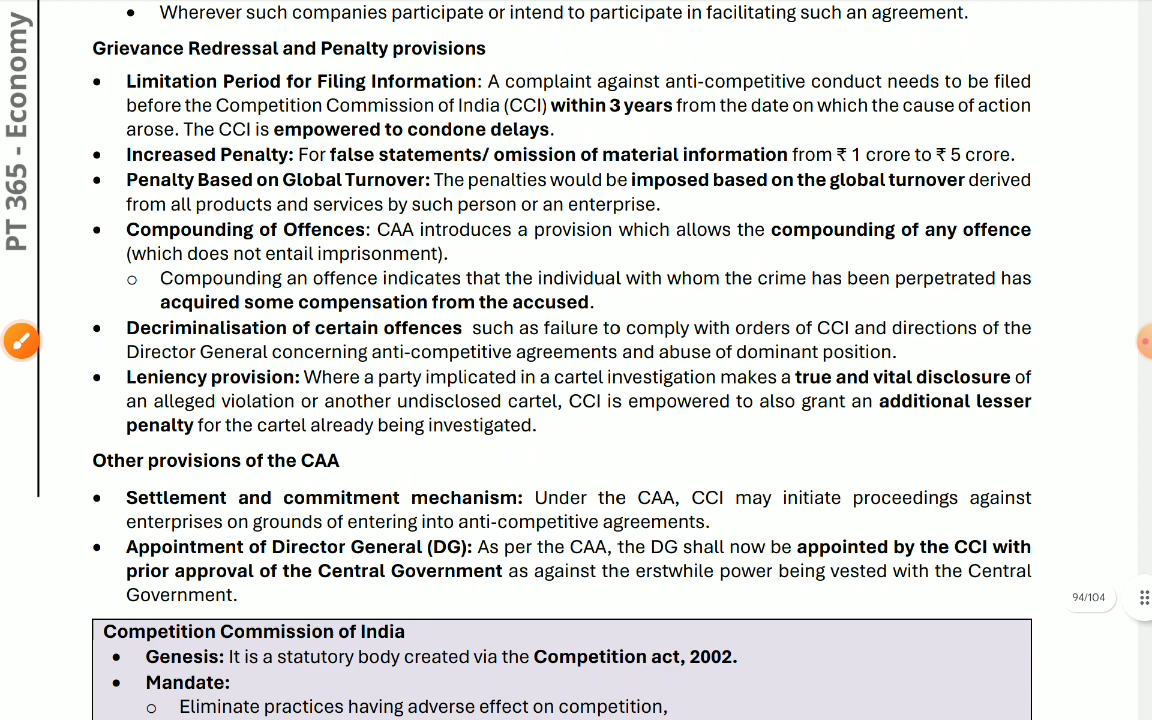 PT 365 - Economy
• Wherever such companies participate or intend to participate in facilitating such an agreement.
Grievance Redressal and Penalty provisions
• Limitation Period for Filing Information: A complaint against anti-competitive conduct needs to be filed
before the Competition Commission of India (CCI) within 3 years from the date on which the cause of action
arose. The CCI is empowered to condone delays.
• Increased Penalty: For false statements/ omission of material information from ₹ 1 crore to ₹ 5 crore.
• Penalty Based on Global Turnover: The penalties would be imposed based on the global turnover derived
from all products and services by such person or an enterprise.
• Compounding of Offences: CAA introduces a provision which allows the compounding of any offence
(which does not entail imprisonment).
o Compounding an offence indicates that the individual with whom the crime has been perpetrated has
acquired some compensation from the accused.
• Decriminalisation of certain offences such as failure to comply with orders of CCI and directions of the
Director General concerning anti-competitive agreements and abuse of dominant position.
• Leniency provision: Where a party implicated in a cartel investigation makes a true and vital disclosure of
an alleged violation or another undisclosed cartel, CCI is empowered to also grant an additional lesser
penalty for the cartel already being investigated.
Other provisions of the CAA
• Settlement and commitment mechanism: Under the CAA, CCI may initiate proceedings against
enterprises on grounds of entering into anti-competitive agreements.
• Appointment of Director General (DG): As per the CAA, the DG shall now be appointed by the CCI with
prior approval of the Central Government as against the erstwhile power being vested with the Central
Government.
94/104
Competition Commission of India
• Genesis: It is a statutory body created via the Competition act, 2002.
• Mandate:
o Eliminate practices having adverse effect on competition,